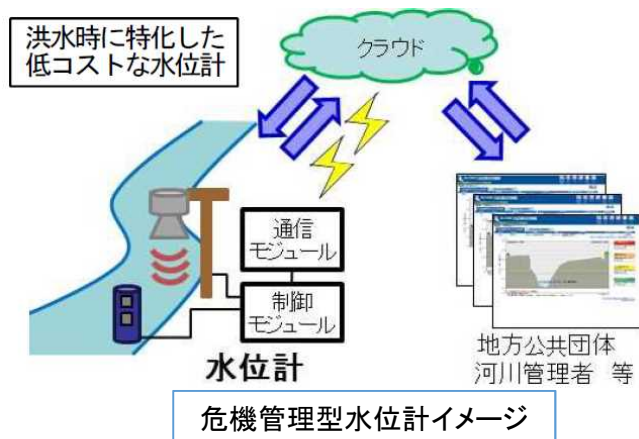 洪水時に特化した
低コストな水位計
クラウド
通信
モジュール
制御
モジュール
水位計
地方公共団体
河川管理者 等
危機管理型水位計イメージ